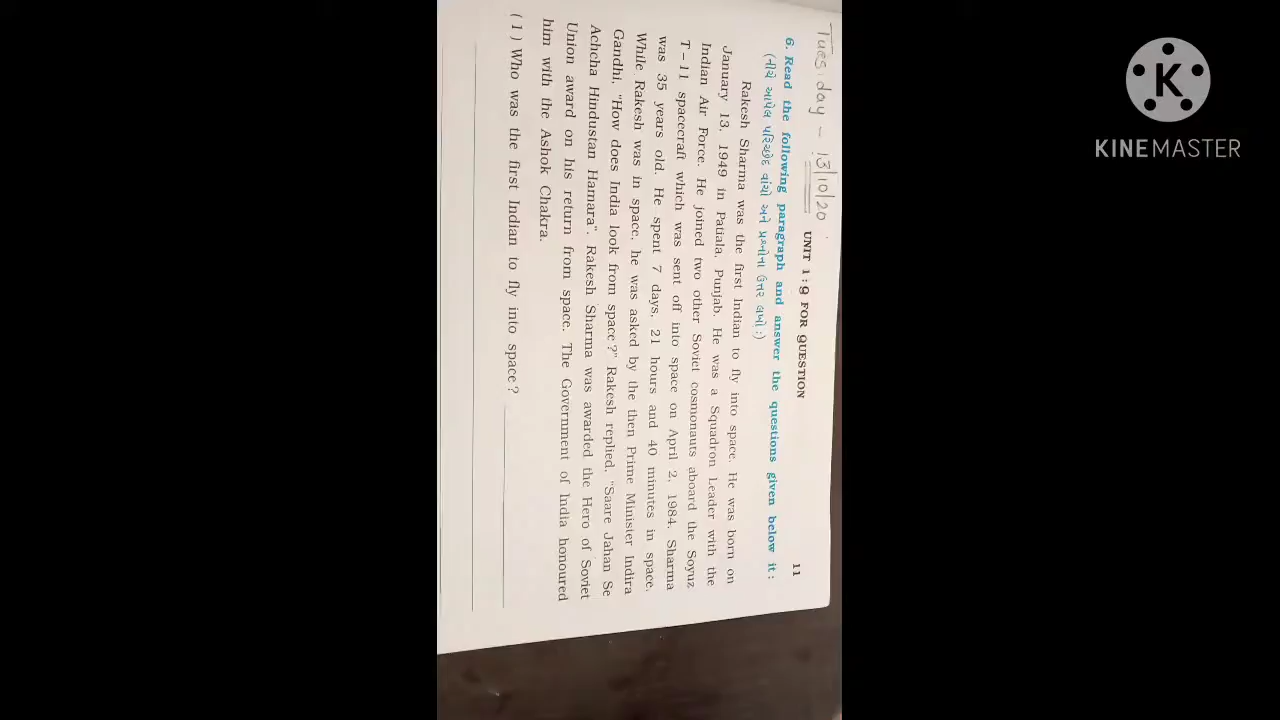 Tuesday - 13/10/20
UNIT 1 : Q FOR QUESTION 11
6. Read the following paragraph and answer the questions given below it :
(નીચે આપેલ પરિચ્છેદ વાંચો અને પ્રશ્નોના ઉત્તર લખો :)
Rakesh Sharma was the first Indian to fly into space. He was born on
January 13, 1949 in Patiala, Punjab. He was a Squadron Leader with the
Indian Air Force. He joined two other Soviet cosmonauts aboard the Soyuz
T-11 spacecraft which was sent off into space on April 2, 1984. Sharma
was 35 years old. He spent 7 days, 21 hours and 40 minutes in space.
While Rakesh was in space, he was asked by the then Prime Minister Indira
Gandhi, "How does India look from space ?" Rakesh replied, "Saare Jahan Se
Achcha Hindustan Hamara". Rakesh Sharma was awarded the Hero of Soviet
Union award on his return from space. The Government of India honoured
him with the Ashok Chakra.
( 1 ) Who was the first Indian to fly into space ?
K
KINEMASTER